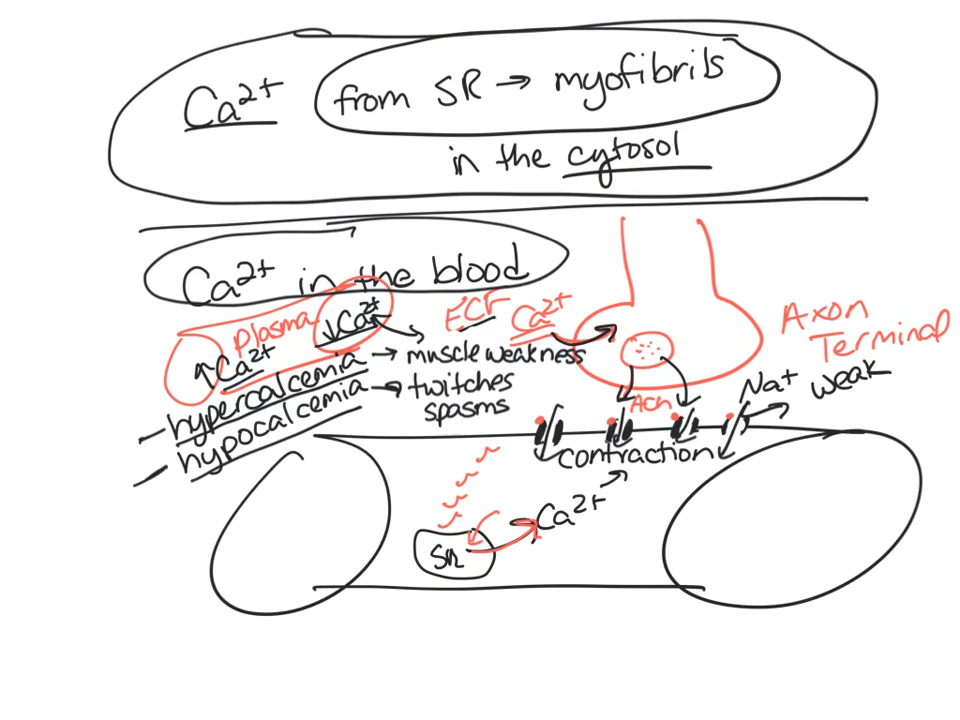 Ca2+ from SR → myofibrils
in the cytosol
Ca2+ in the blood
plasma ↓Ca2+
↑Ca2+
hypercalcemia → muscle weakness
hypocalcemia → twitches
spasms
ECF Ca2+
Axon
Terminal
ACh
Na+ weak
contraction
Ca2+
SR